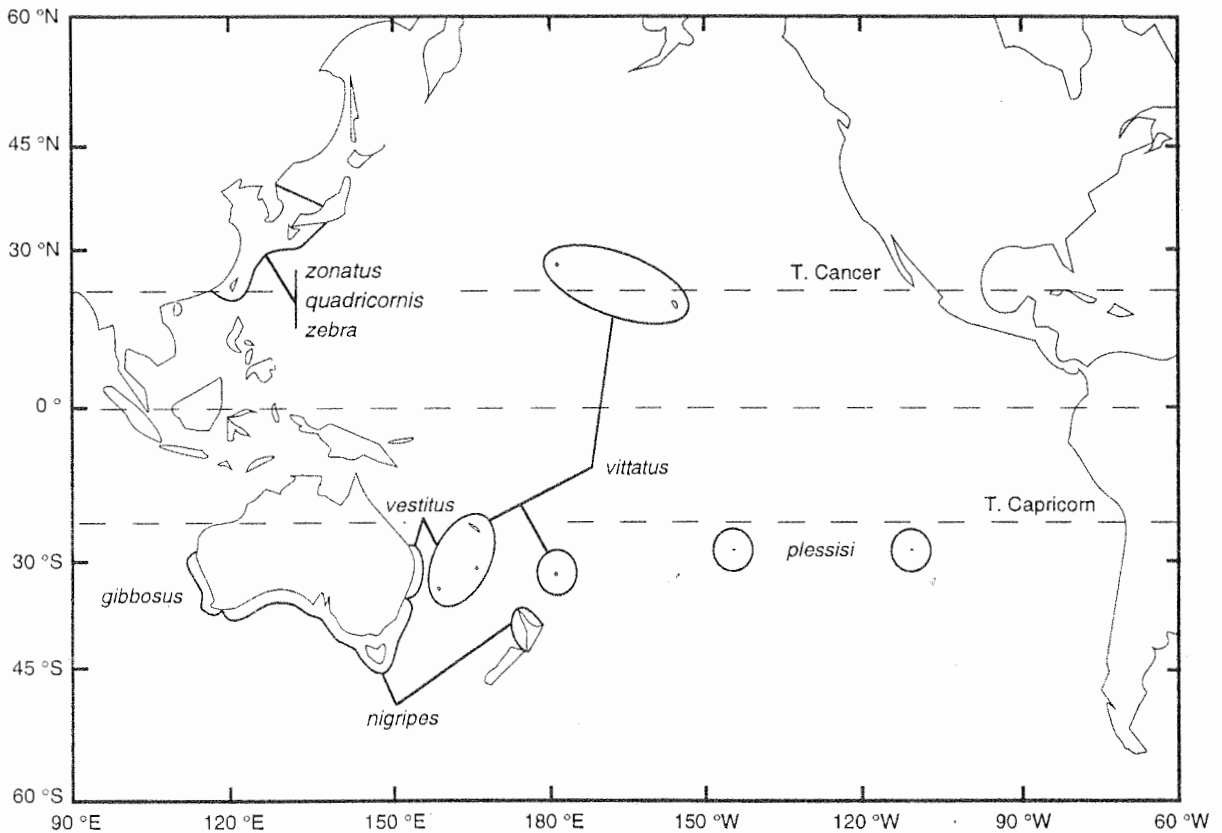 60 °N
45 °N
30 °N
T. Cancer
zonatus
quadricornis
zebra
0 °
vittatus
vestitus
T. Capricorn
30 °S
plessisi
gibbosus
45 °S
nigripes
60 °S
90 °E 120 °E 150 °E 180 °E 150 °W 120 °W 90 °W 60 °W